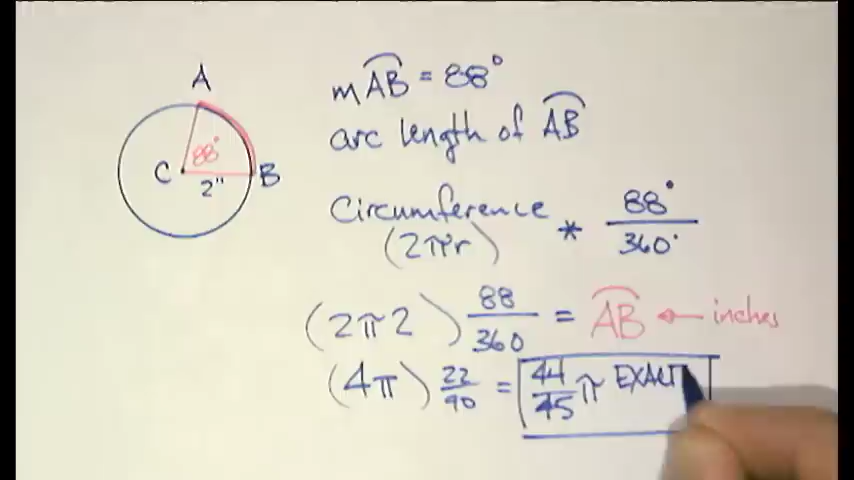 A
88°
C
2"
B
m AB = 88°
arc length of AB
Circumference * 88° / 360°
(2πr)
(2π2) 88/360 = AB ← inches
(4π) 22/90 = 44/45 π EXACT